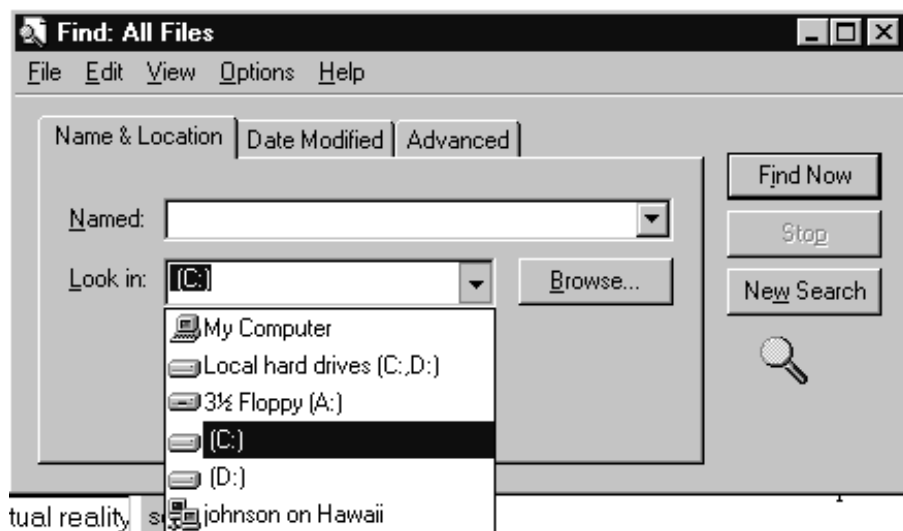 Find: All Files
File Edit View Options Help
Name & Location Date Modified Advanced
Find Now
Named:
Stop
Look in: (C:) Browse...
New Search
My Computer
Local hard drives (C:,D:)
3½ Floppy (A:)
(C:)
(D:)
johnson on Hawaii
tual reality